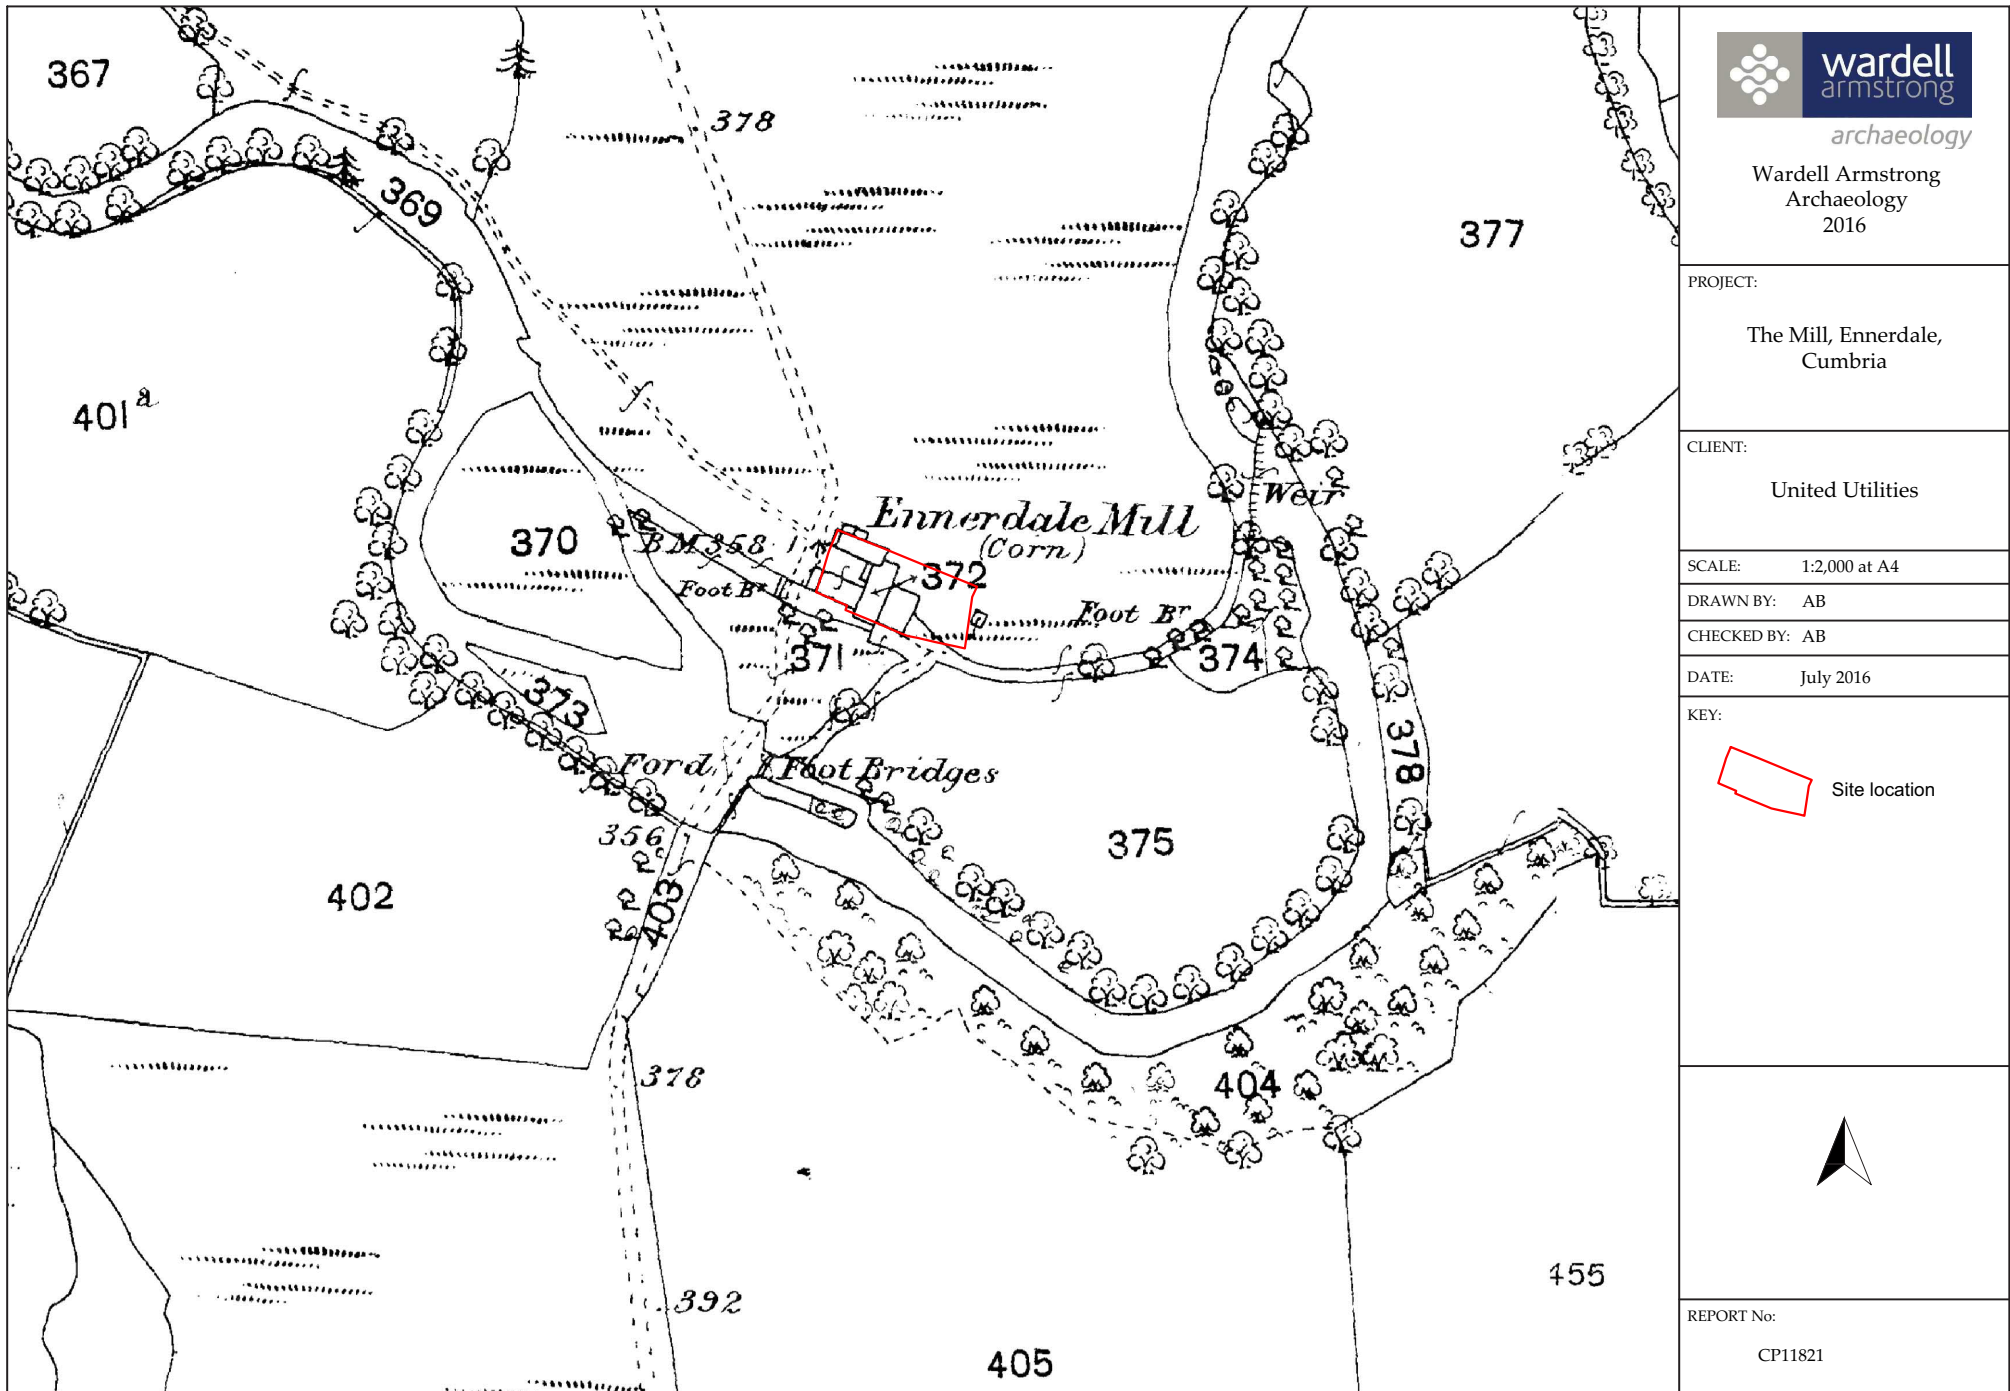 367
378
369
377
401a
370
Ennerdale Mill
(Corn)
Weir
B M 358
372
Foot Br
Foot Br
371
374
373
378
Ford
Foot Bridges
356
375
402
403
378
404
392
455
405
wardell
armstrong
archaeology
Wardell Armstrong
Archaeology
2016
PROJECT:
The Mill, Ennerdale,
Cumbria
CLIENT:
United Utilities
SCALE: 1:2,000 at A4
DRAWN BY: AB
CHECKED BY: AB
DATE: July 2016
KEY:
Site location
REPORT No:
CP11821